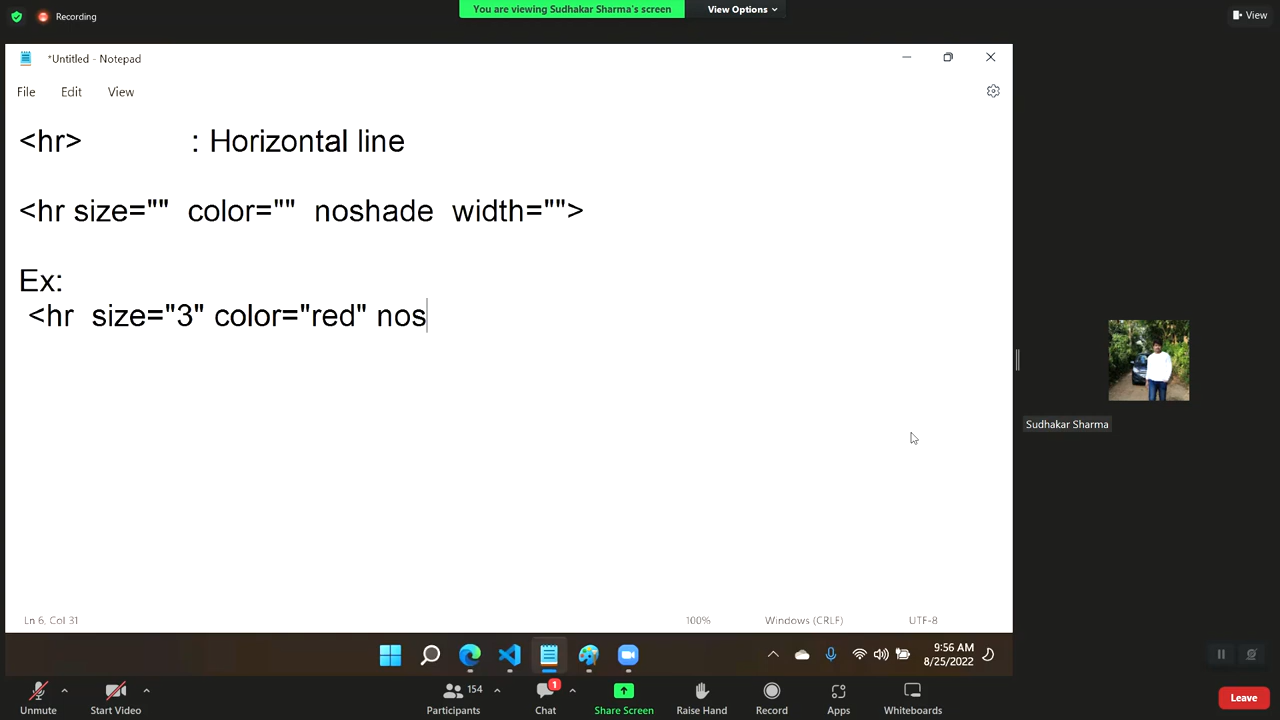 Recording
You are viewing Sudhakar Sharma's screen
View Options
View
*Untitled - Notepad
File Edit View
<hr> : Horizontal line
<hr size="" color="" noshade width="">
Ex:
<hr size="3" color="red" nos
Sudhakar Sharma
Ln 6, Col 31
100%
Windows (CRLF)
UTF-8
9:56 AM
8/25/2022
Unmute
Start Video
154
Participants
1
Chat
Share Screen
Raise Hand
Record
Apps
Whiteboards
Leave